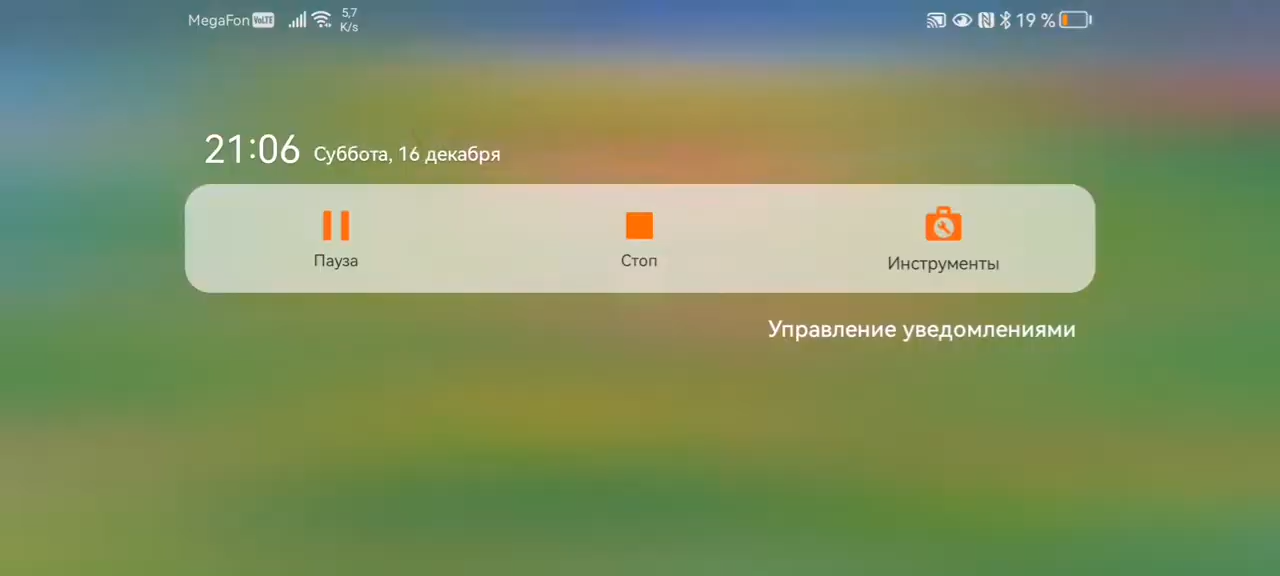 MegaFon VoLTE 5,7 K/s 19 %
21:06 Суббота, 16 декабря
Пауза Стоп Инструменты
Управление уведомлениями